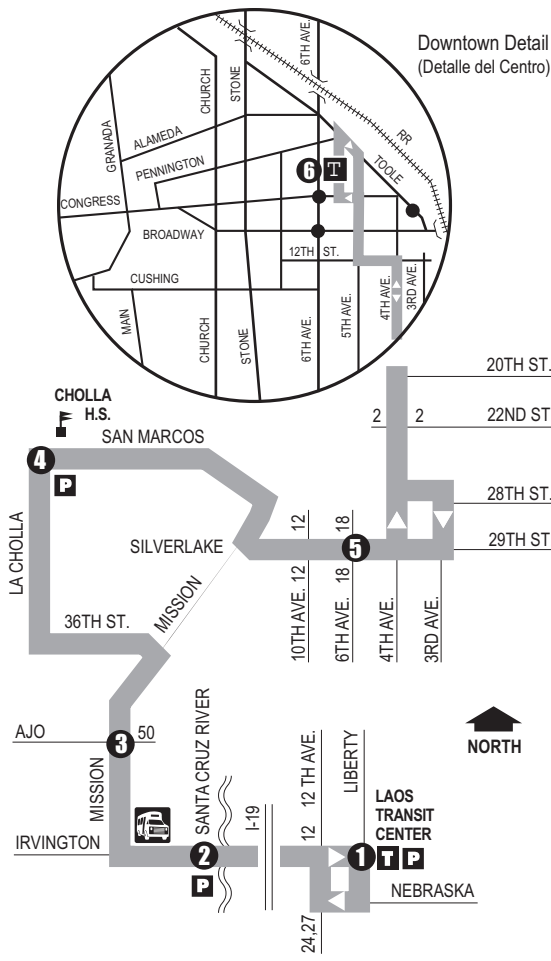 Downtown Detail
(Detalle del Centro)
6TH AVE.
CHURCH
STONE
GRANADA
ALAMEDA
PENNINGTON
RR
TOOLE
6 T
CONGRESS
BROADWAY
12TH ST.
CUSHING
MAIN
CHURCH
STONE
6TH AVE.
5TH AVE.
4TH AVE.
3RD AVE.
20TH ST.
CHOLLA
H.S.
2 2 22ND ST.
SAN MARCOS
4
P
28TH ST.
12 18
SILVERLAKE
5
29TH ST.
LA CHOLLA
MISSION
12 18
10TH AVE.
6TH AVE.
4TH AVE.
3RD AVE.
36TH ST.
NORTH
AJO
3
50
MISSION
SANTA CRUZ RIVER
I-19
12 TH AVE.
12
LIBERTY
LAOS
TRANSIT
CENTER
IRVINGTON
2
P
1
T P
NEBRASKA
24,27